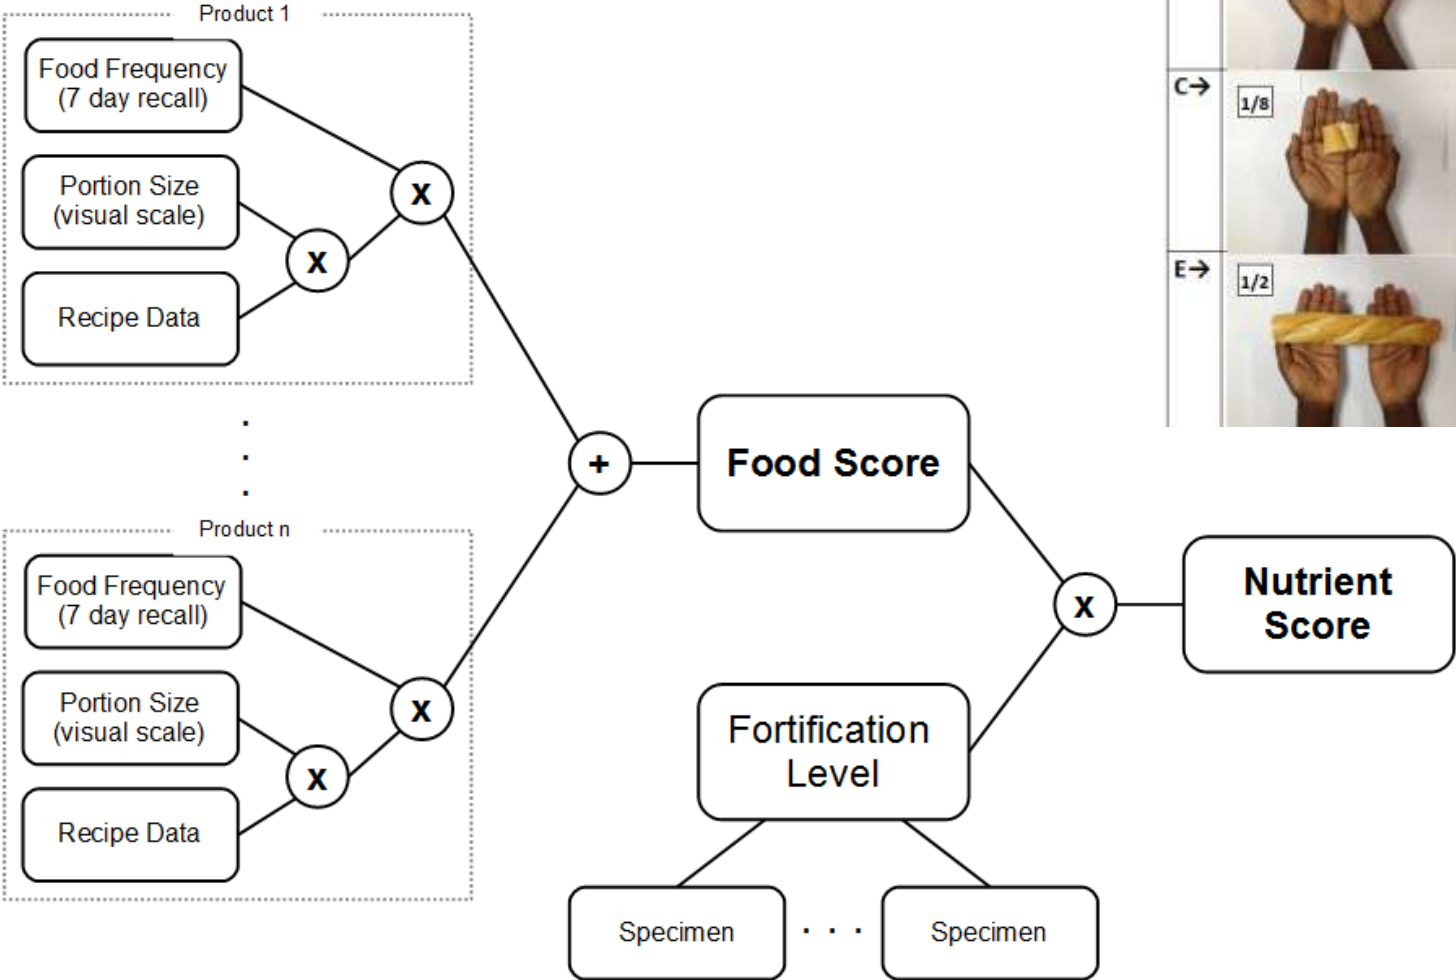 Product 1
Food Frequency
(7 day recall)
Portion Size
(visual scale)
Recipe Data
X
X
.
.
.
Product n
Food Frequency
(7 day recall)
Portion Size
(visual scale)
Recipe Data
X
X
+
Food Score
Fortification
Level
Specimen
. . .
Specimen
X
Nutrient
Score
C→
1/8
E→
1/2